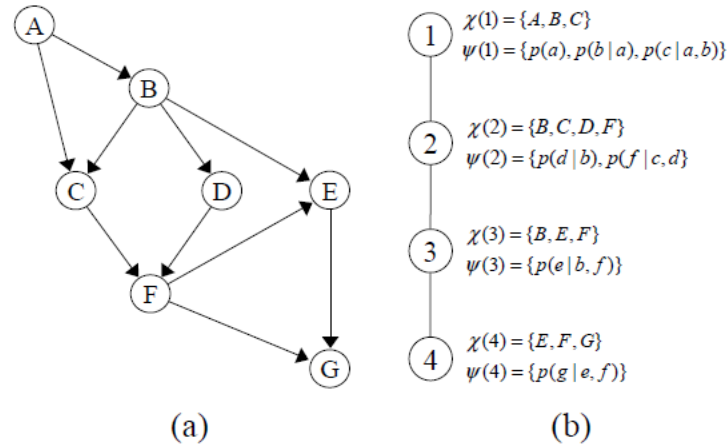 A
B
C
D
E
F
G
(a)
1
χ(1) = {A, B, C}
ψ(1) = {p(a), p(b | a), p(c | a, b)}
2
χ(2) = {B, C, D, F}
ψ(2) = {p(d | b), p(f | c, d}
3
χ(3) = {B, E, F}
ψ(3) = {p(e | b, f)}
4
χ(4) = {E, F, G}
ψ(4) = {p(g | e, f)}
(b)